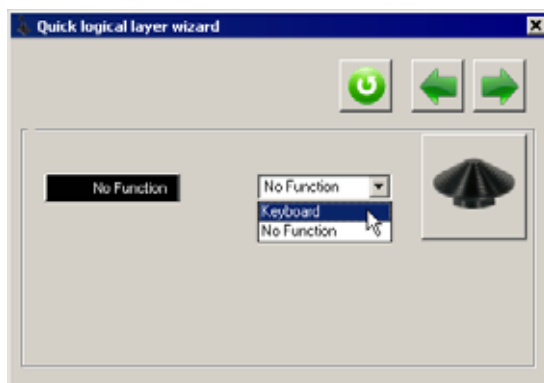 Quick logical layer wizard
No Function
No Function
Keyboard
No Function